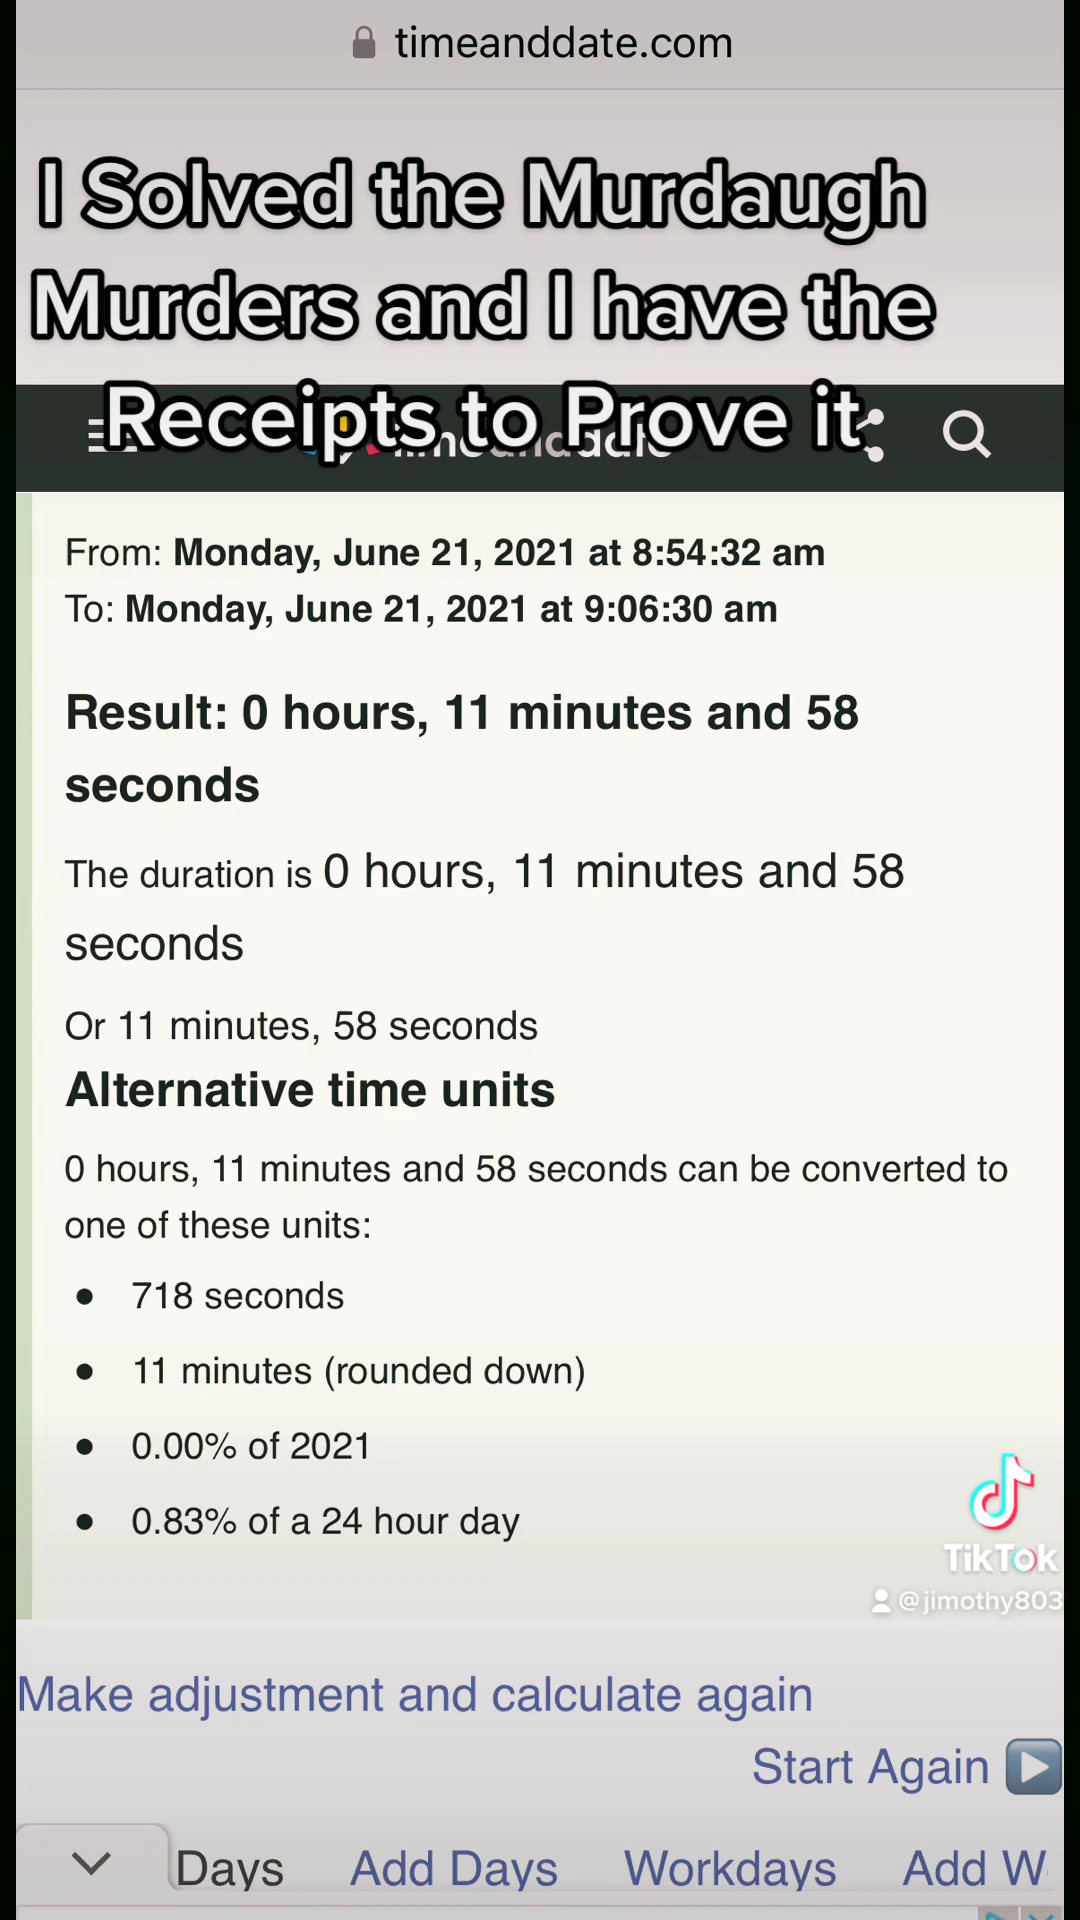 timeanddate.com
I Solved the Murdaugh
Murders and I have the
Receipts to Prove it
From: Monday, June 21, 2021 at 8:54:32 am
To: Monday, June 21, 2021 at 9:06:30 am
Result: 0 hours, 11 minutes and 58
seconds
The duration is 0 hours, 11 minutes and 58
seconds
Or 11 minutes, 58 seconds
Alternative time units
0 hours, 11 minutes and 58 seconds can be converted to
one of these units:
• 718 seconds
• 11 minutes (rounded down)
• 0.00% of 2021
• 0.83% of a 24 hour day
TikTok
@jimothy803
Make adjustment and calculate again
Start Again
Days Add Days Workdays Add W